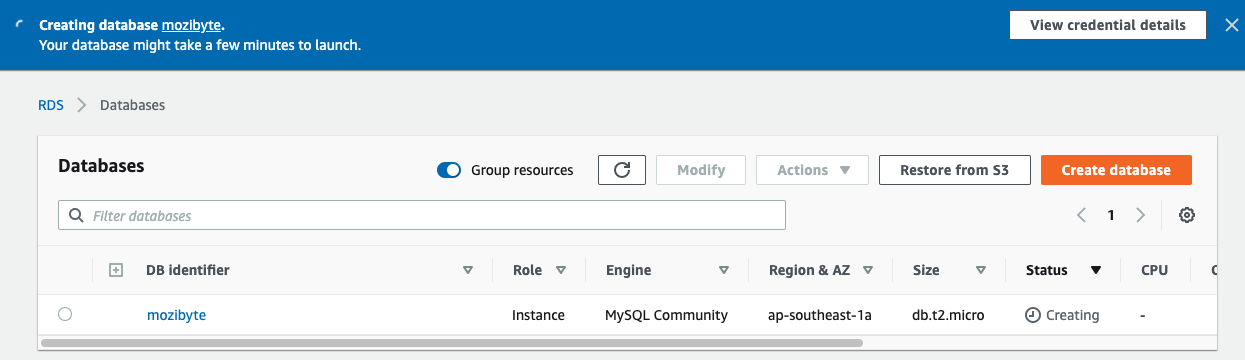 Creating database mozibyte.
Your database might take a few minutes to launch.
View credential details
RDS
Databases
Databases
Group resources
Modify
Actions
Restore from S3
Create database
Filter databases
1
DB identifier
Role
Engine
Region & AZ
Size
Status
CPU
mozibyte
Instance
MySQL Community
ap-southeast-1a
db.t2.micro
Creating
-